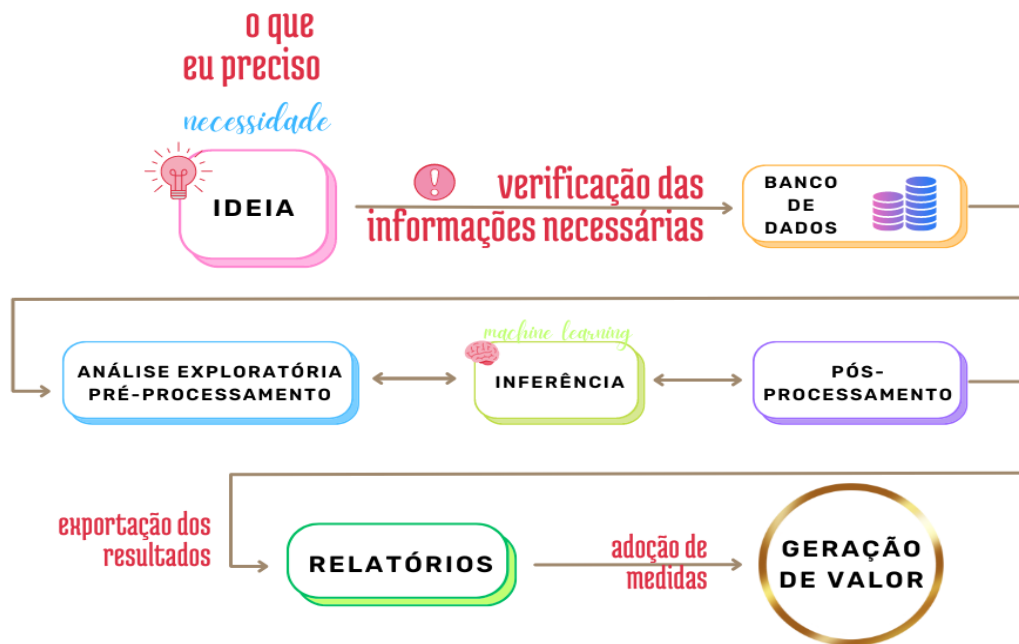 o que
eu preciso
necessidade
IDEIA
! verificação das
informações necessárias
BANCO
DE
DADOS
ANÁLISE EXPLORATÓRIA
PRÉ-PROCESSAMENTO
machine learning
INFERÊNCIA
PÓS-
PROCESSAMENTO
exportação dos
resultados
RELATÓRIOS
adoção de
medidas
GERAÇÃO
DE VALOR